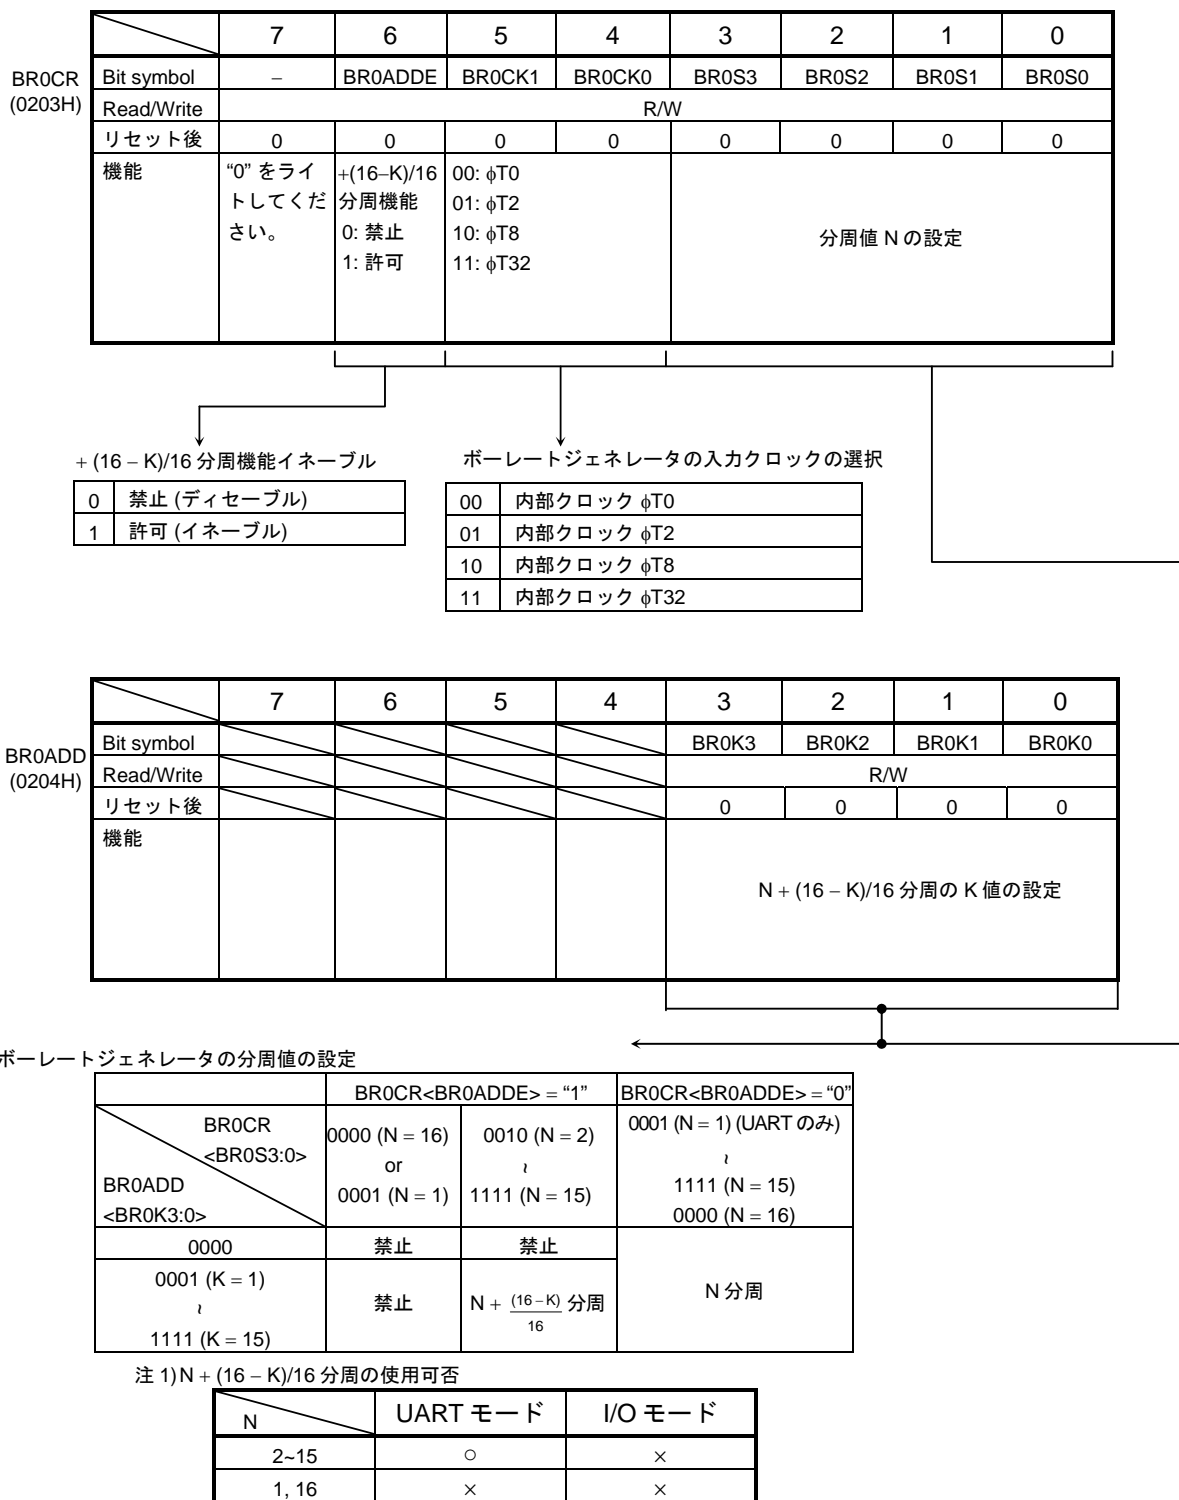 7 6 5 4 3 2 1 0
BR0CR
(0203H)
Bit symbol – BR0ADDE BR0CK1 BR0CK0 BR0S3 BR0S2 BR0S1 BR0S0
Read/Write R/W
リセット後 0 0 0 0 0 0 0 0
機能
“0” をライ
トしてくだ
さい。
+(16–K)/16
分周機能
0: 禁止
1: 許可
00: ϕT0
01: ϕT2
10: ϕT8
11: ϕT32
分周値 N の設定
+ (16 – K)/16 分周機能イネーブル
0 禁止 (ディセーブル)
1 許可 (イネーブル)
ボーレートジェネレータの入力クロックの選択
00 内部クロック ϕT0
01 内部クロック ϕT2
10 内部クロック ϕT8
11 内部クロック ϕT32
7 6 5 4 3 2 1 0
BR0ADD
(0204H)
Bit symbol BR0K3 BR0K2 BR0K1 BR0K0
Read/Write R/W
リセット後 0 0 0 0
機能
N + (16 – K)/16 分周の K 値の設定
ボーレートジェネレータの分周値の設定
BR0CR<BR0ADDE> = “1” BR0CR<BR0ADDE> = “0”
BR0CR
<BR0S3:0>
BR0ADD
<BR0K3:0>
0000 (N = 16)
or
0001 (N = 1)
0010 (N = 2)
~
1111 (N = 15)
0001 (N = 1) (UART のみ)
~
1111 (N = 15)
0000 (N = 16)
0000 禁止 禁止
0001 (K = 1)
~
1111 (K = 15)
禁止
N + (16 – K)/16 分周
N 分周
注 1) N + (16 – K)/16 分周の使用可否
N UART モード I/O モード
2~15 ○ ×
1, 16 × ×